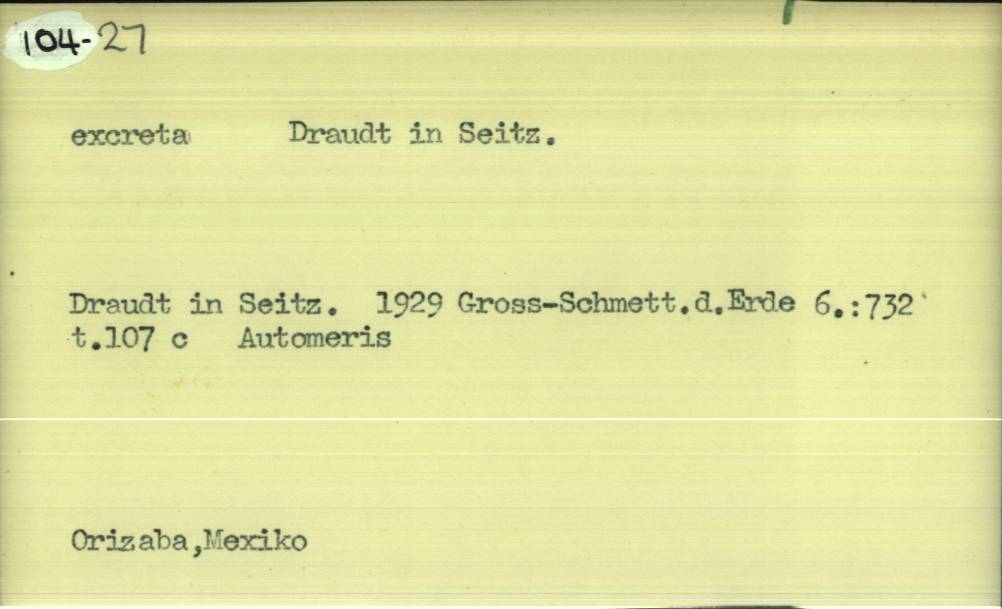 104-27
excreta Draudt in Seitz.
Draudt in Seitz. 1929 Gross-Schmett.d.Erde 6.:732
t.107 c Automeris
Orizaba,Mexiko